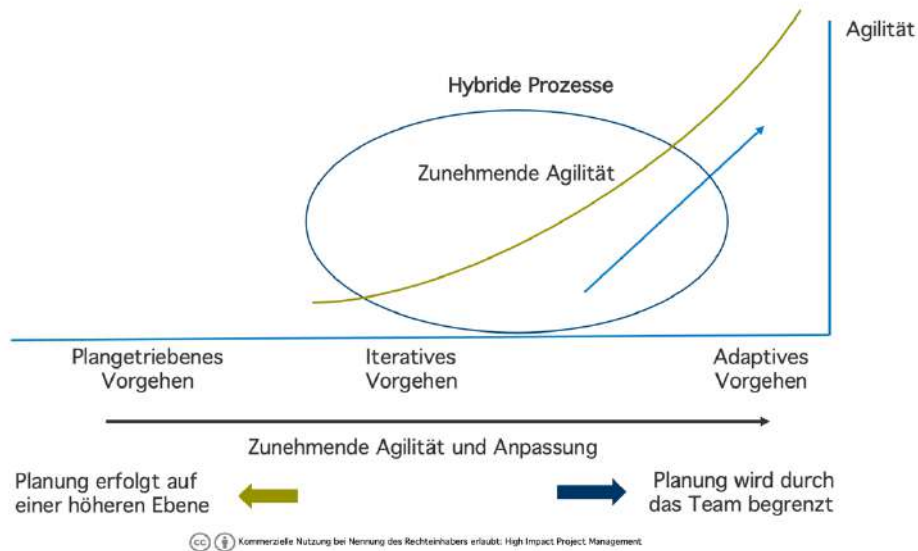 Agilität
Hybride Prozesse
Zunehmende Agilität
Plangetriebenes
Vorgehen
Iteratives
Vorgehen
Adaptives
Vorgehen
Zunehmende Agilität und Anpassung
Planung erfolgt auf
einer höheren Ebene
Planung wird durch
das Team begrenzt
cc Kommerzielle Nutzung bei Nennung des Rechteinhabers erlaubt: High Impact Project Management